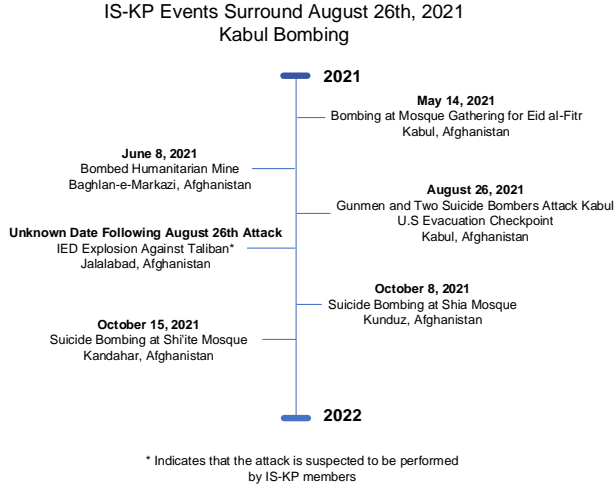 IS-KP Events Surround August 26th, 2021
Kabul Bombing
2021
May 14, 2021
Bombing at Mosque Gathering for Eid al-Fitr
Kabul, Afghanistan
June 8, 2021
Bombed Humanitarian Mine
Baghlan-e-Markazi, Afghanistan
August 26, 2021
Gunmen and Two Suicide Bombers Attack Kabul
U.S Evacuation Checkpoint
Kabul, Afghanistan
Unknown Date Following August 26th Attack
IED Explosion Against Taliban*
Jalalabad, Afghanistan
October 8, 2021
Suicide Bombing at Shia Mosque
Kunduz, Afghanistan
October 15, 2021
Suicide Bombing at Shi'ite Mosque
Kandahar, Afghanistan
2022
* Indicates that the attack is suspected to be performed
by IS-KP members